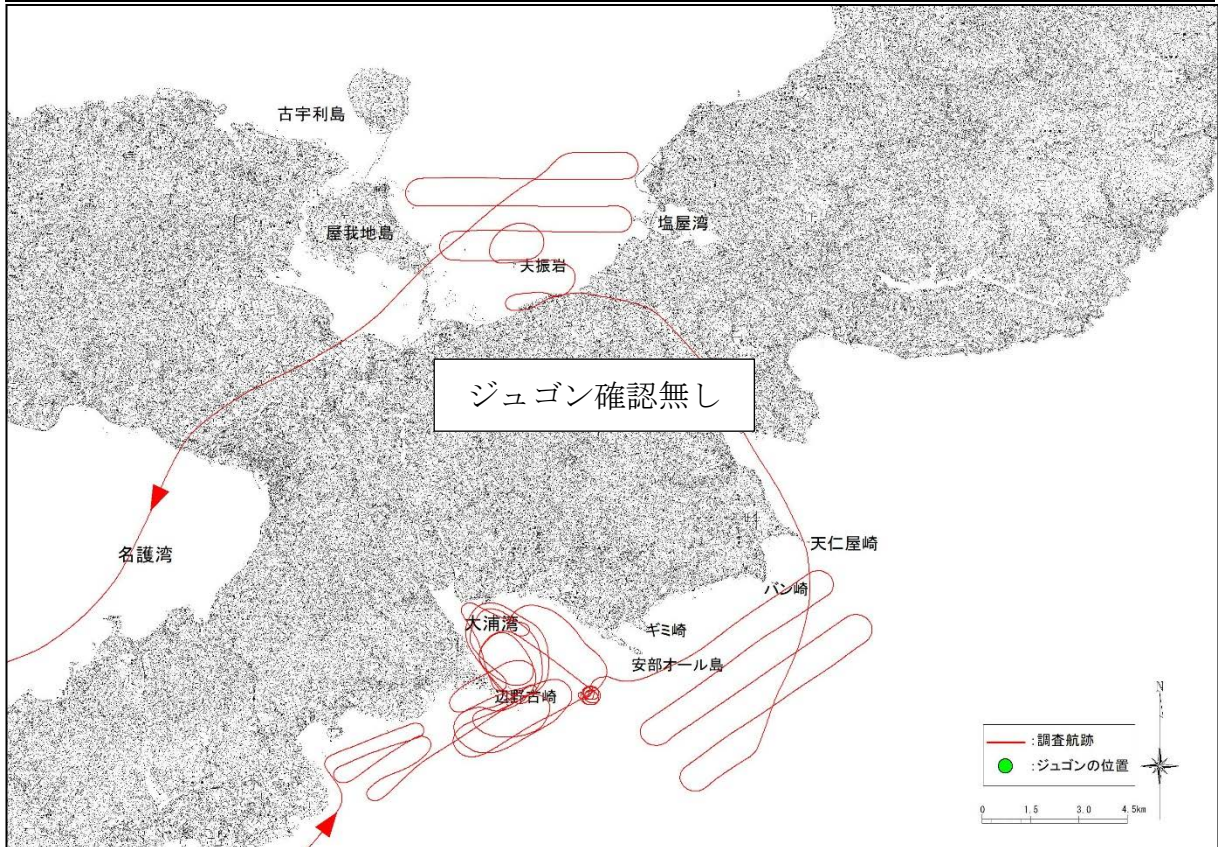 古宇利島
屋我地島
塩屋湾
夫振岩
ジュゴン確認無し
名護湾
天仁屋崎
バン崎
大浦湾
ギミ崎
安部オール島
辺野古崎
N
:調査航跡
:ジュゴンの位置
0 1.5 3.0 4.5km